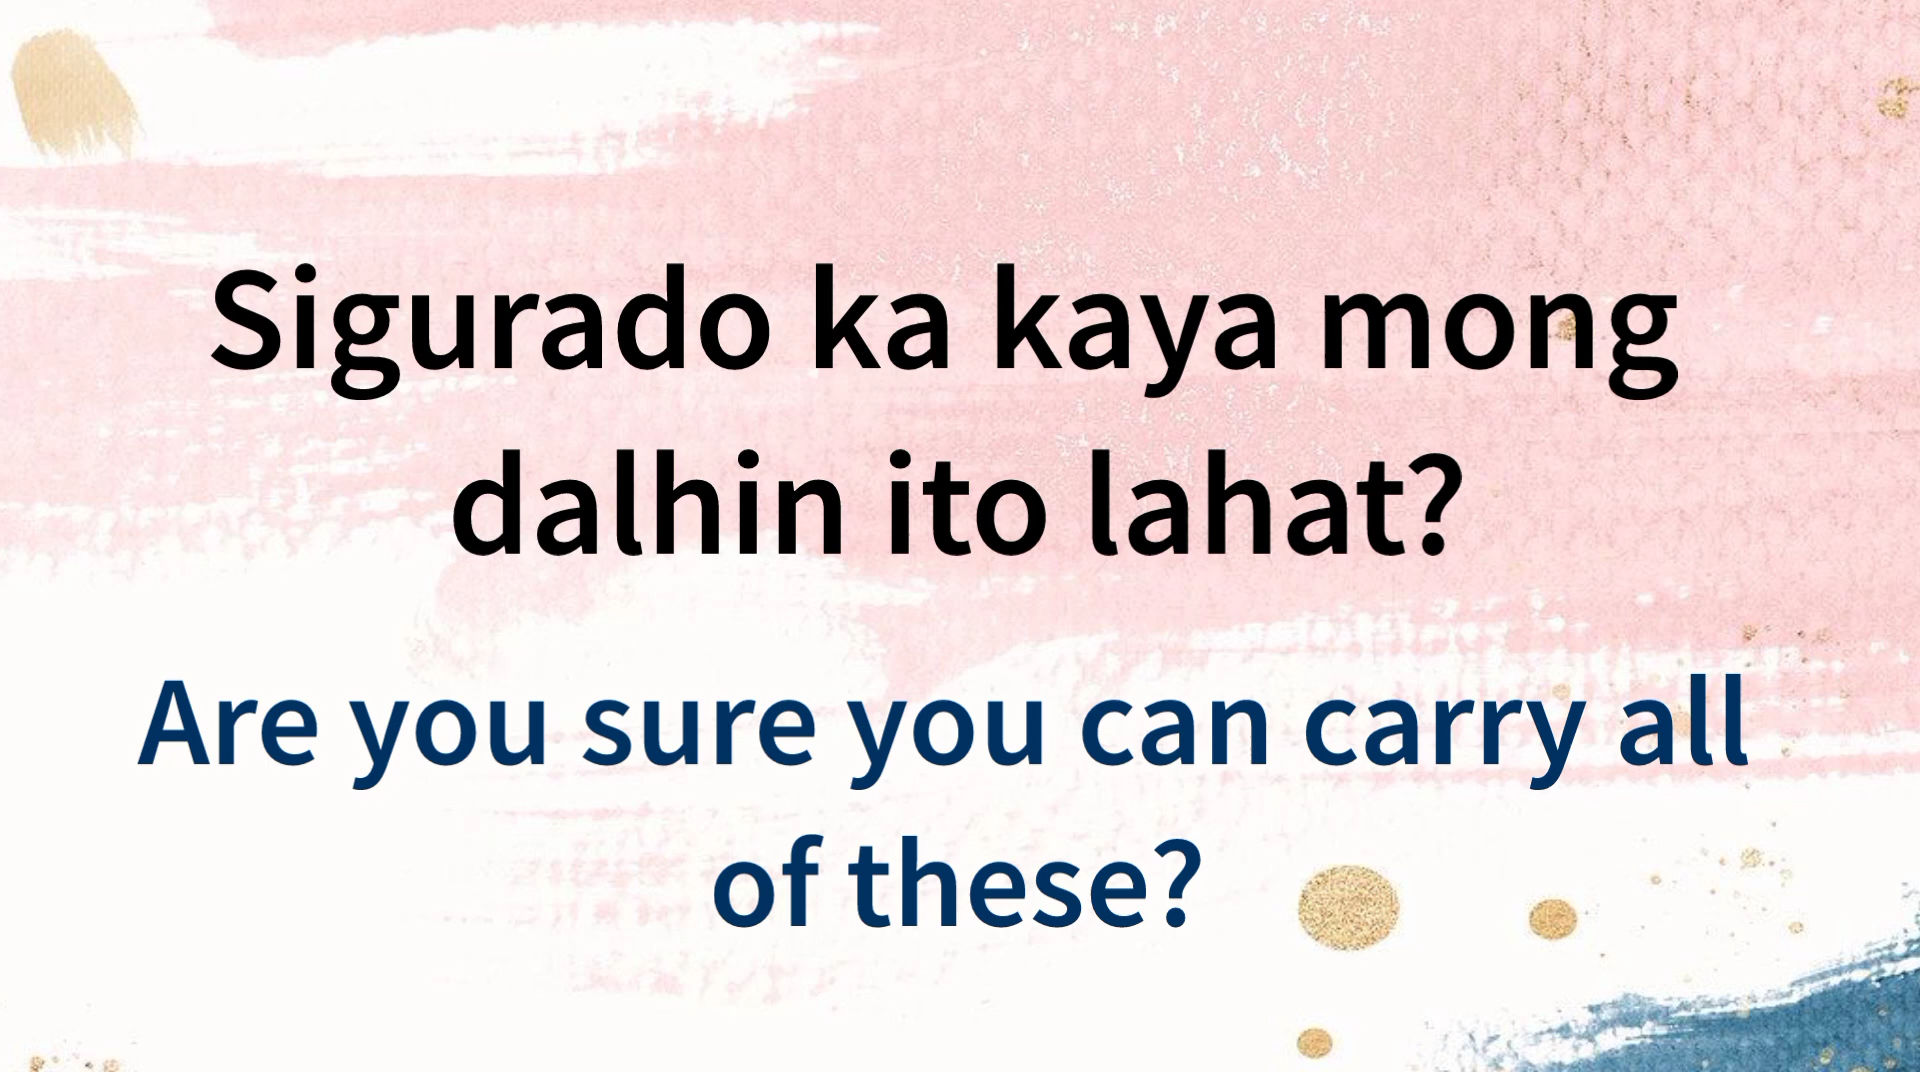 Sigurado ka kaya mong
dalhin ito lahat?
Are you sure you can carry all
of these?